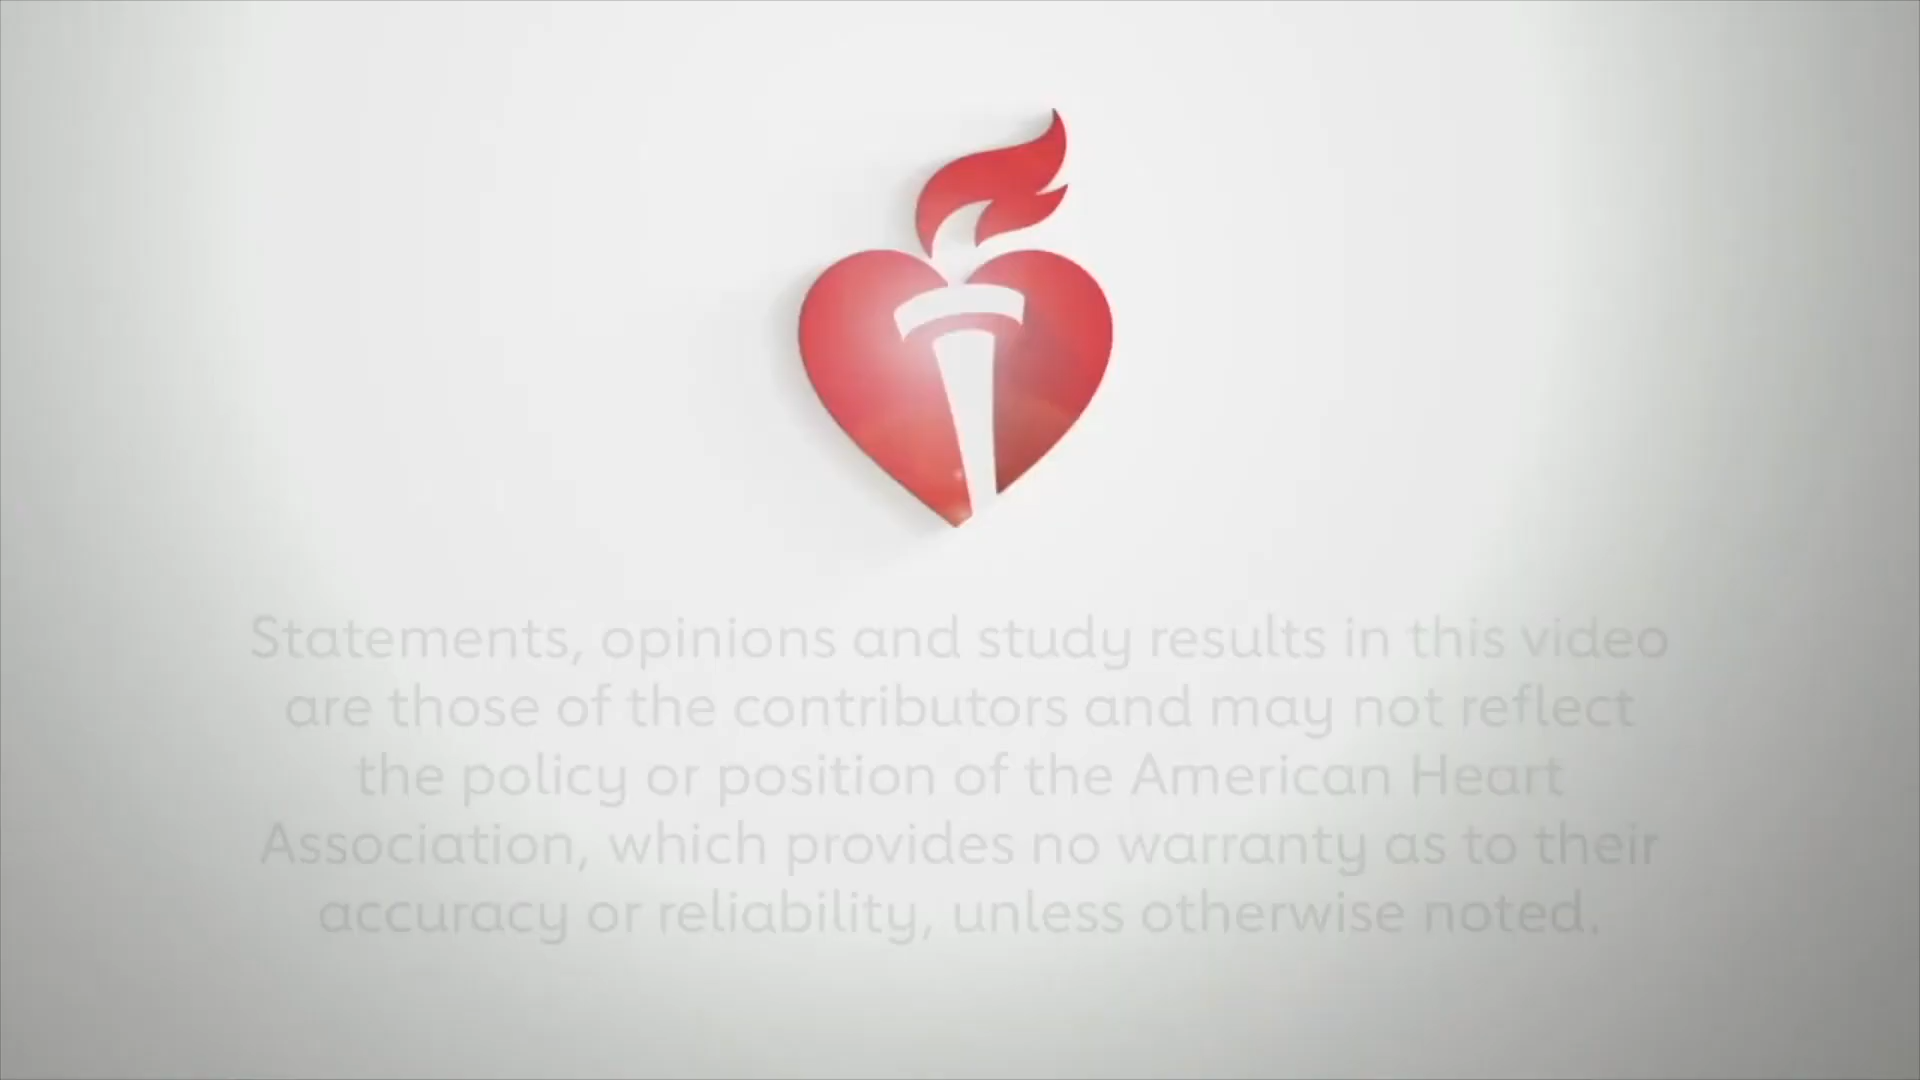 Statements, opinions and study results in this video
are those of the contributors and may not reflect
the policy or position of the American Heart
Association, which provides no warranty as to their
accuracy or reliability, unless otherwise noted.